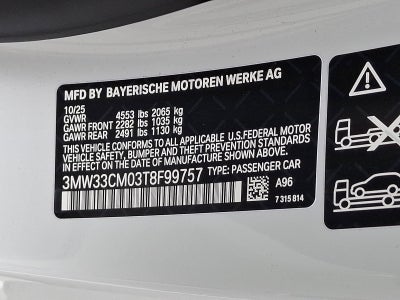 MFD BY BAYERISCHE MOTOREN WERKE AG
10/25
GVWR 4553 lbs 2065 kg
GAWR FRONT 2282 lbs 1035 kg
GAWR REAR 2491 lbs 1130 kg
THIS VEHICLE CONFORMS TO ALL APPLICABLE U.S.FEDERAL MOTOR
VEHICLE SAFETY, BUMPER, AND THEFT PREVENTION STANDARDS
IN EFFECT ON THE DATE OF MANUFACTURE SHOWN ABOVE.
3MW33CM03T8F99757 TYPE: PASSENGER CAR
A96
7 315 814